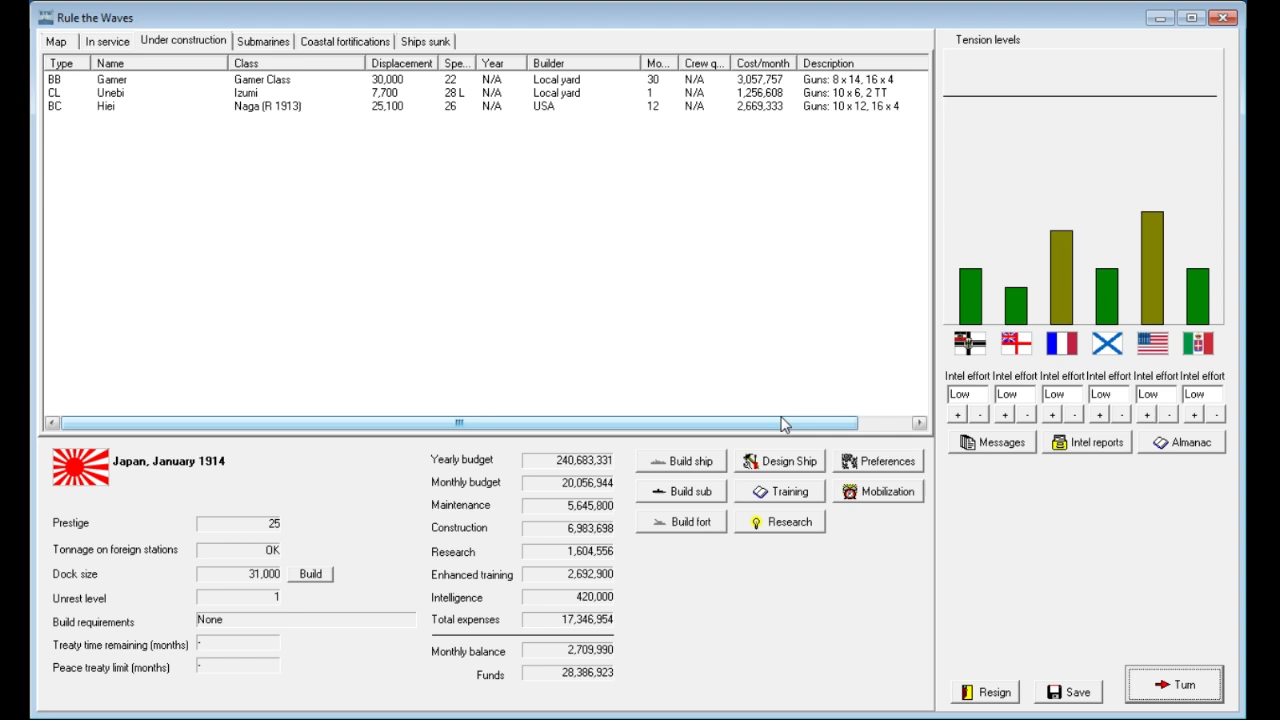 Rule the Waves
Map In service Under construction Submarines Coastal fortifications Ships sunk
Type Name Class Displacement Spe... Year Builder Mo... Crew q... Cost/month Description
BB Gamer Gamer Class 30,000 22 N/A Local yard 30 N/A 3,057,757 Guns: 8 x 14, 16 x 4
CL Unebi Izumi 7,700 28 L N/A Local yard 1 N/A 1,256,608 Guns: 10 x 6, 2 TT
BC Hiei Naga (R 1913) 25,100 26 N/A USA 12 N/A 2,669,333 Guns: 10 x 12, 16 x 4
Tension levels
Intel effort Intel effort Intel effort Intel effort Intel effort Intel effort
Low Low Low Low Low Low
+ - + - + - + - + - + -
Messages Intel reports Almanac
Japan, January 1914
Prestige 25
Tonnage on foreign stations OK
Dock size 31,000 Build
Unrest level 1
Build requirements None
Treaty time remaining (months) -
Peace treaty limit (months) -
Yearly budget 240,683,331
Monthly budget 20,056,944
Maintenance 5,645,800
Construction 6,983,698
Research 1,604,556
Enhanced training 2,692,900
Intelligence 420,000
Total expenses 17,346,954
Monthly balance 2,709,990
Funds 28,386,923
Build ship Design Ship Preferences
Build sub Training Mobilization
Build fort Research
Resign Save Turn